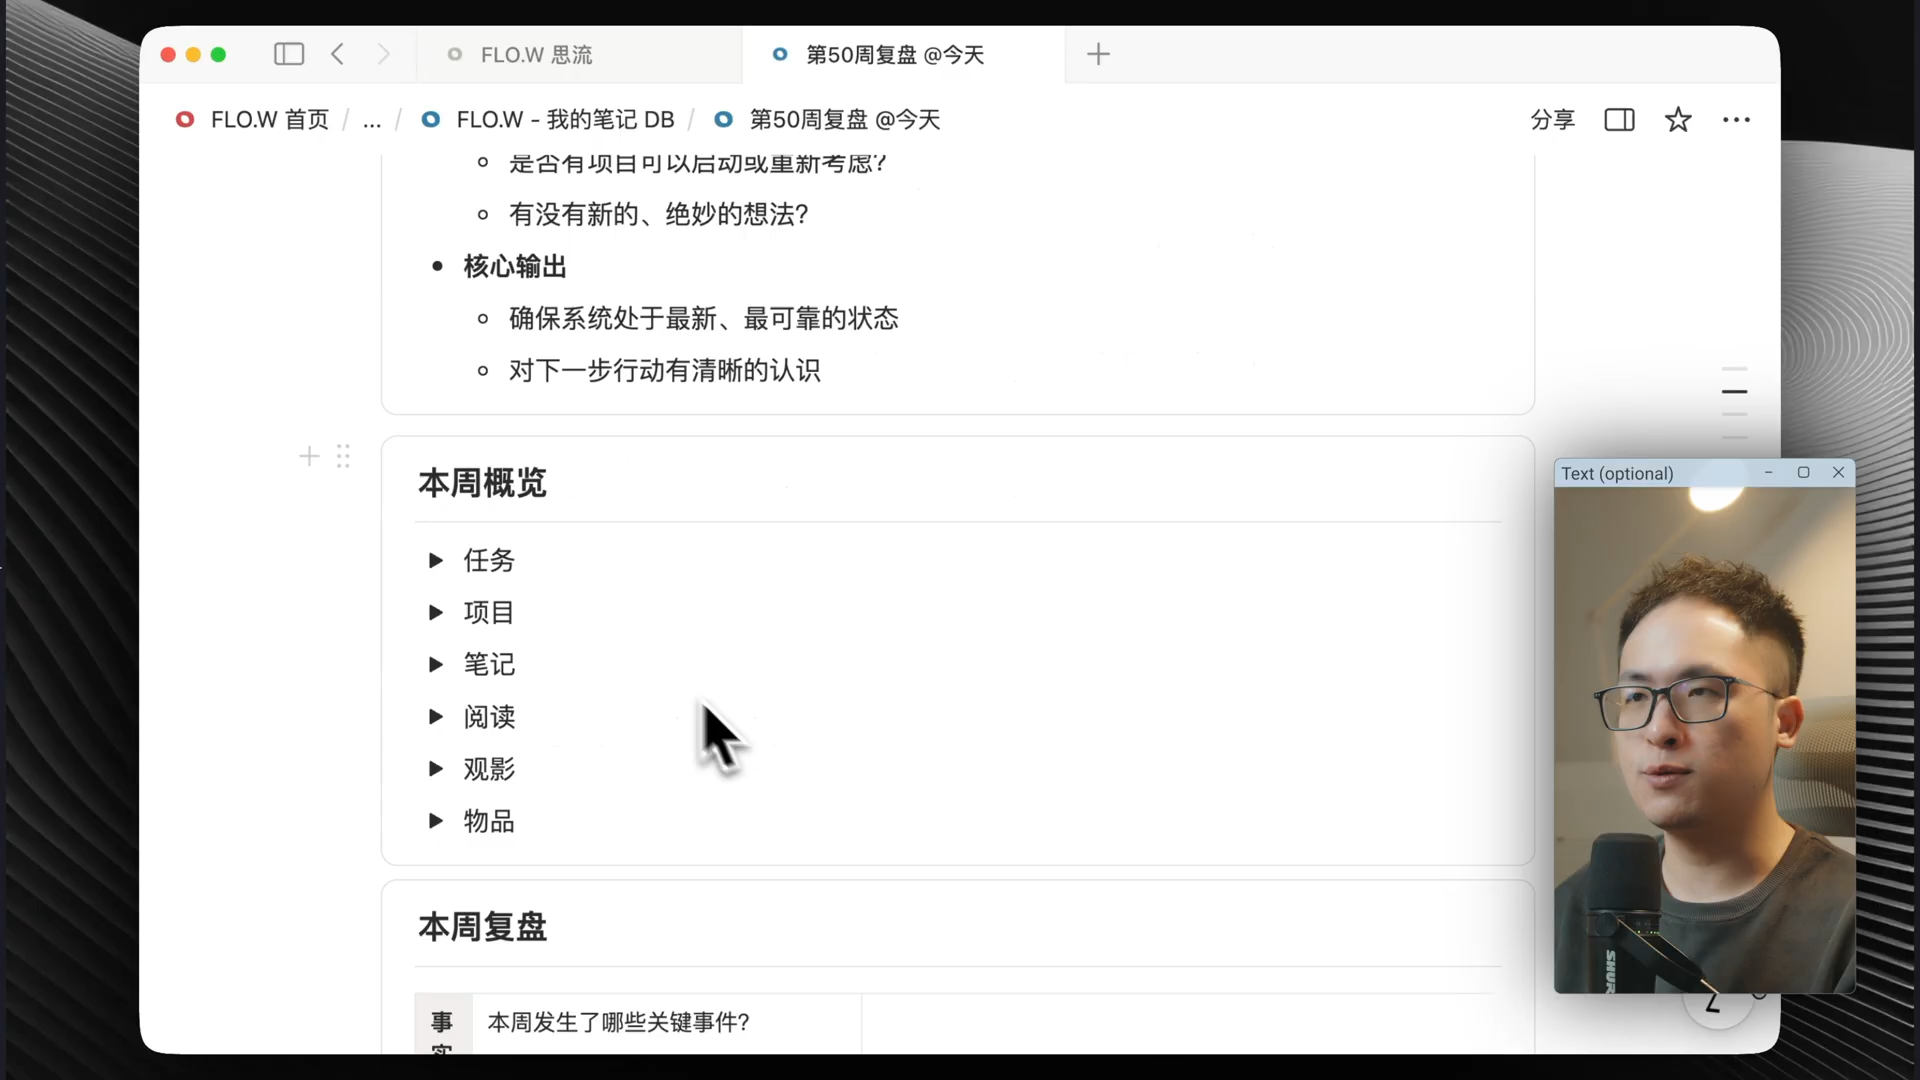 FLO.W 思流
第50周复盘 @今天
FLO.W 首页 / ... / FLO.W - 我的笔记 DB / 第50周复盘 @今天
分享
是否有项目可以启动或重新考虑?
有没有新的、绝妙的想法?
核心输出
确保系统处于最新、最可靠的状态
对下一步行动有清晰的认识
本周概览
任务
项目
笔记
阅读
观影
物品
本周复盘
事实
本周发生了哪些关键事件?
Text (optional)
SHUR